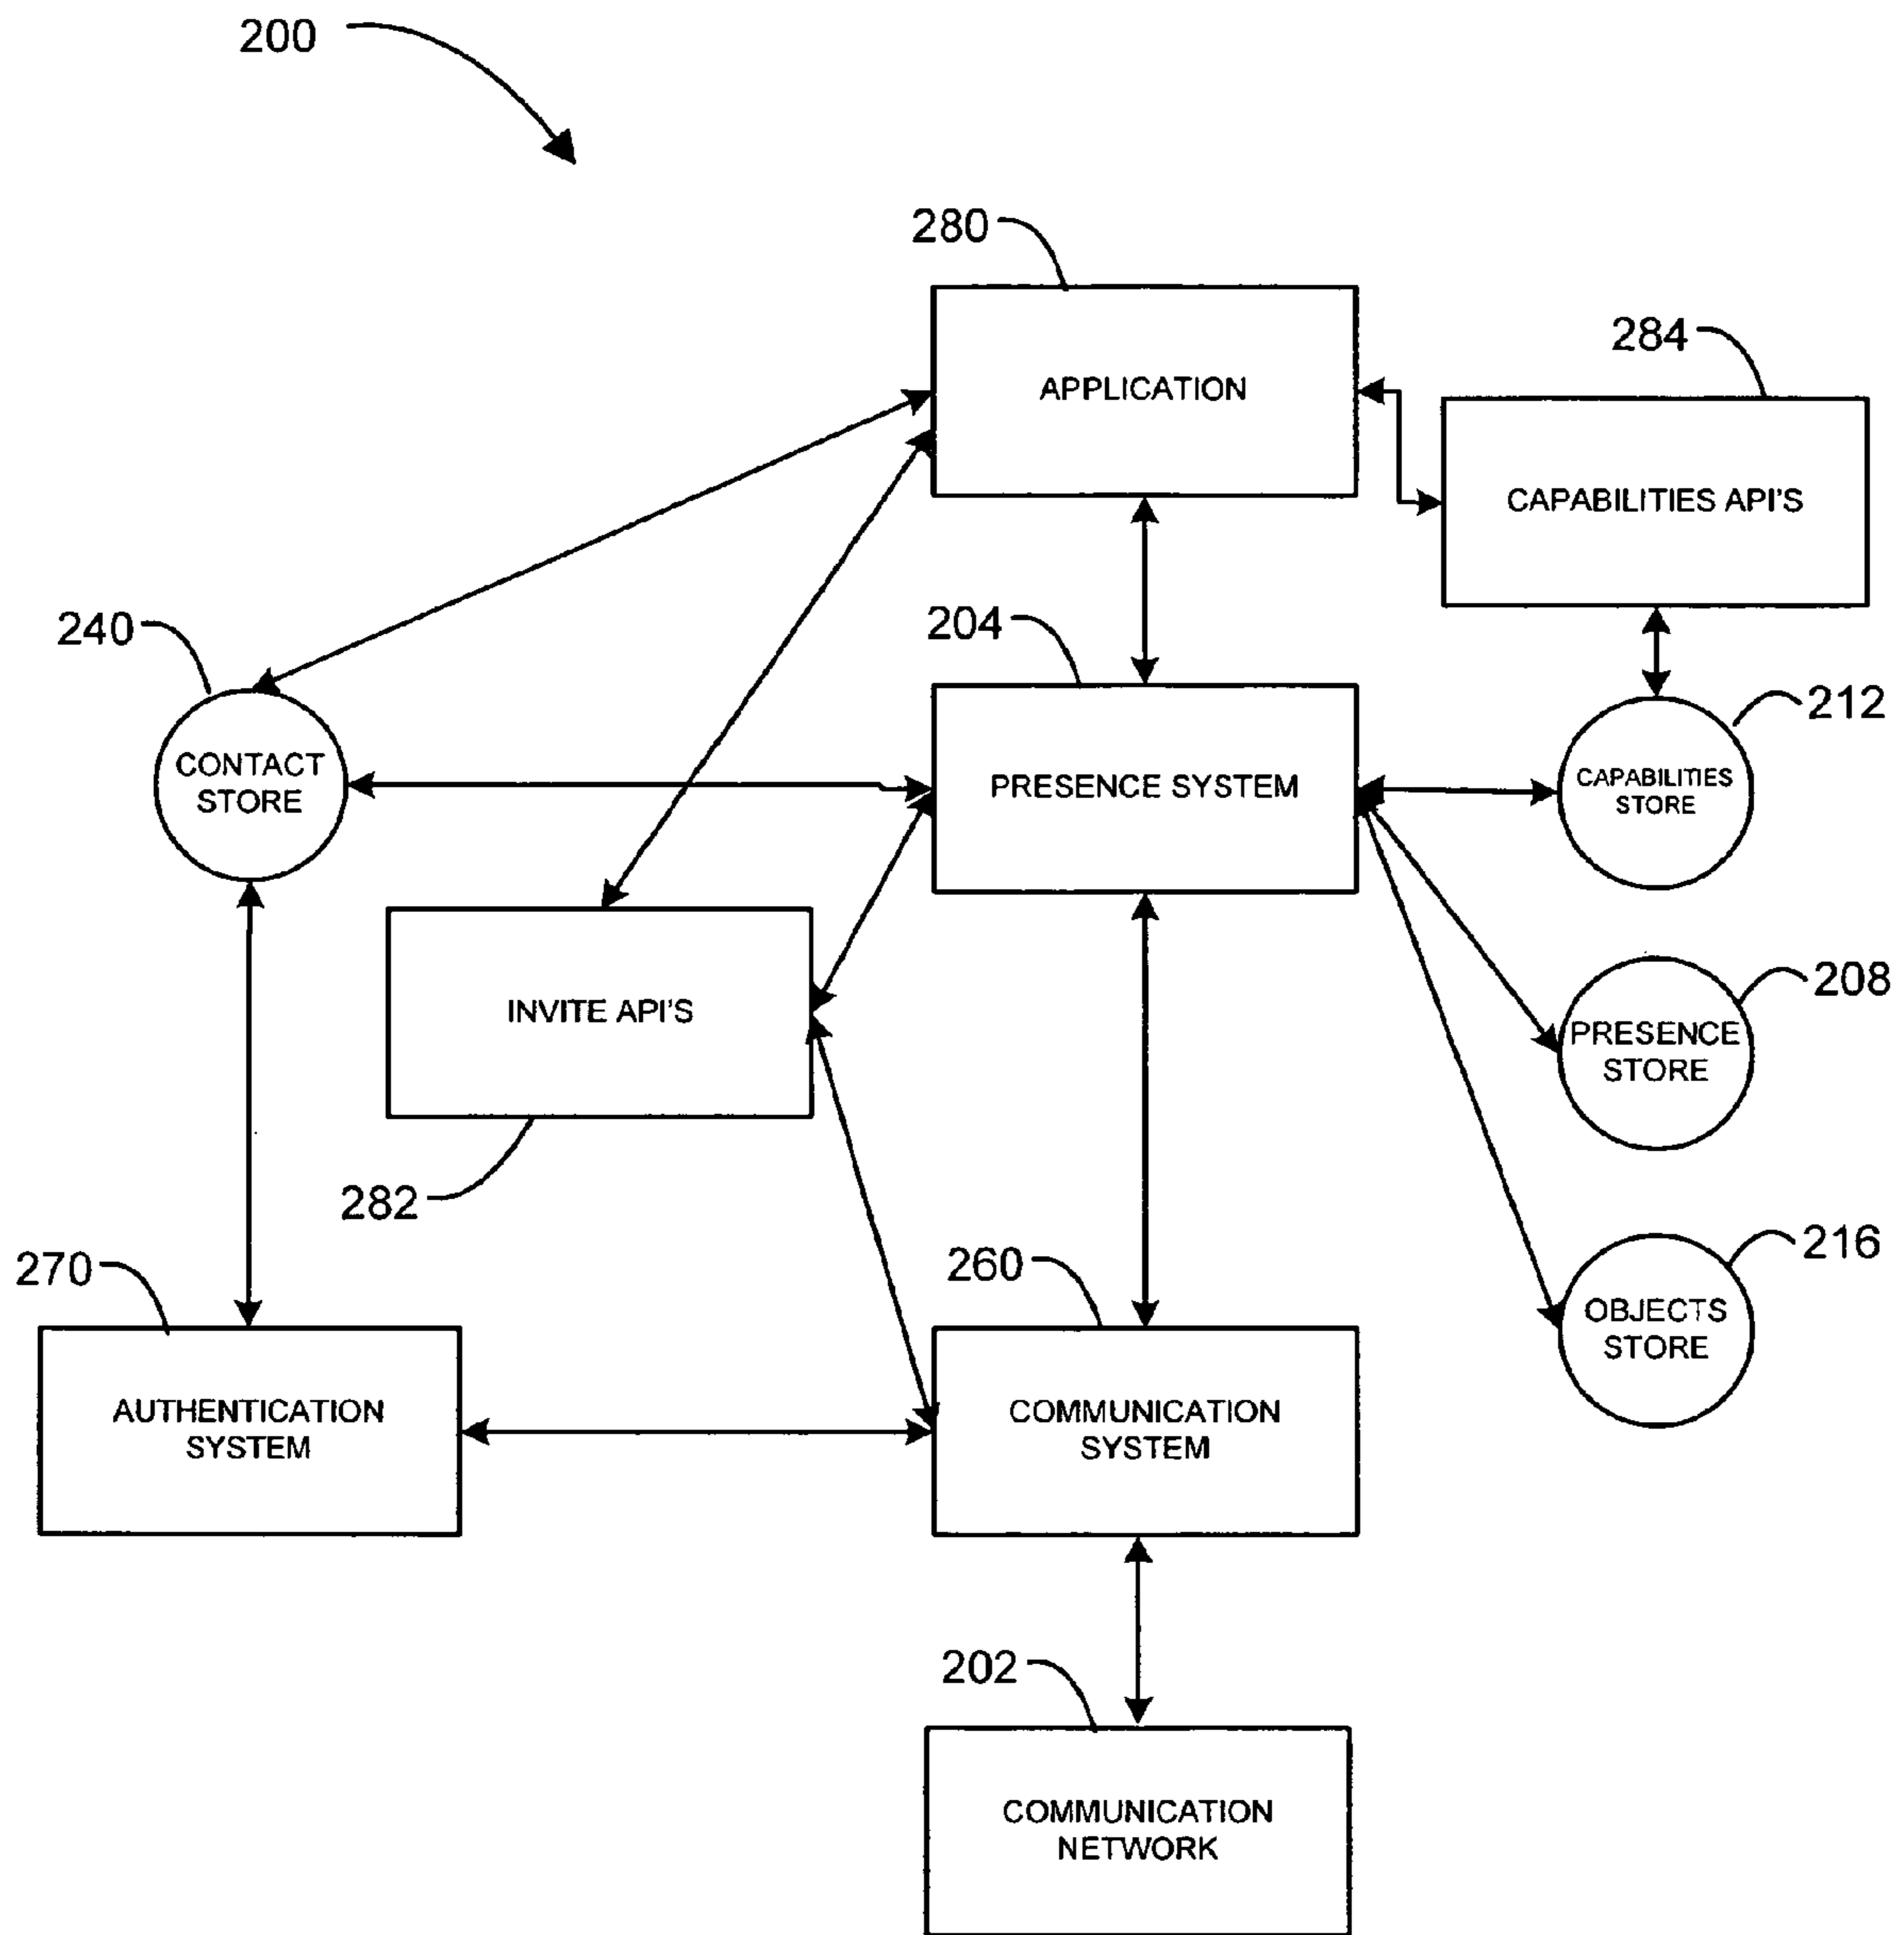 200
280
APPLICATION
284
CAPABILITIES API'S
240
CONTACT
STORE
204
PRESENCE SYSTEM
212
CAPABILITIES
STORE
INVITE API'S
282
208
PRESENCE
STORE
270
AUTHENTICATION
SYSTEM
260
COMMUNICATION
SYSTEM
216
OBJECTS
STORE
202
COMMUNICATION
NETWORK